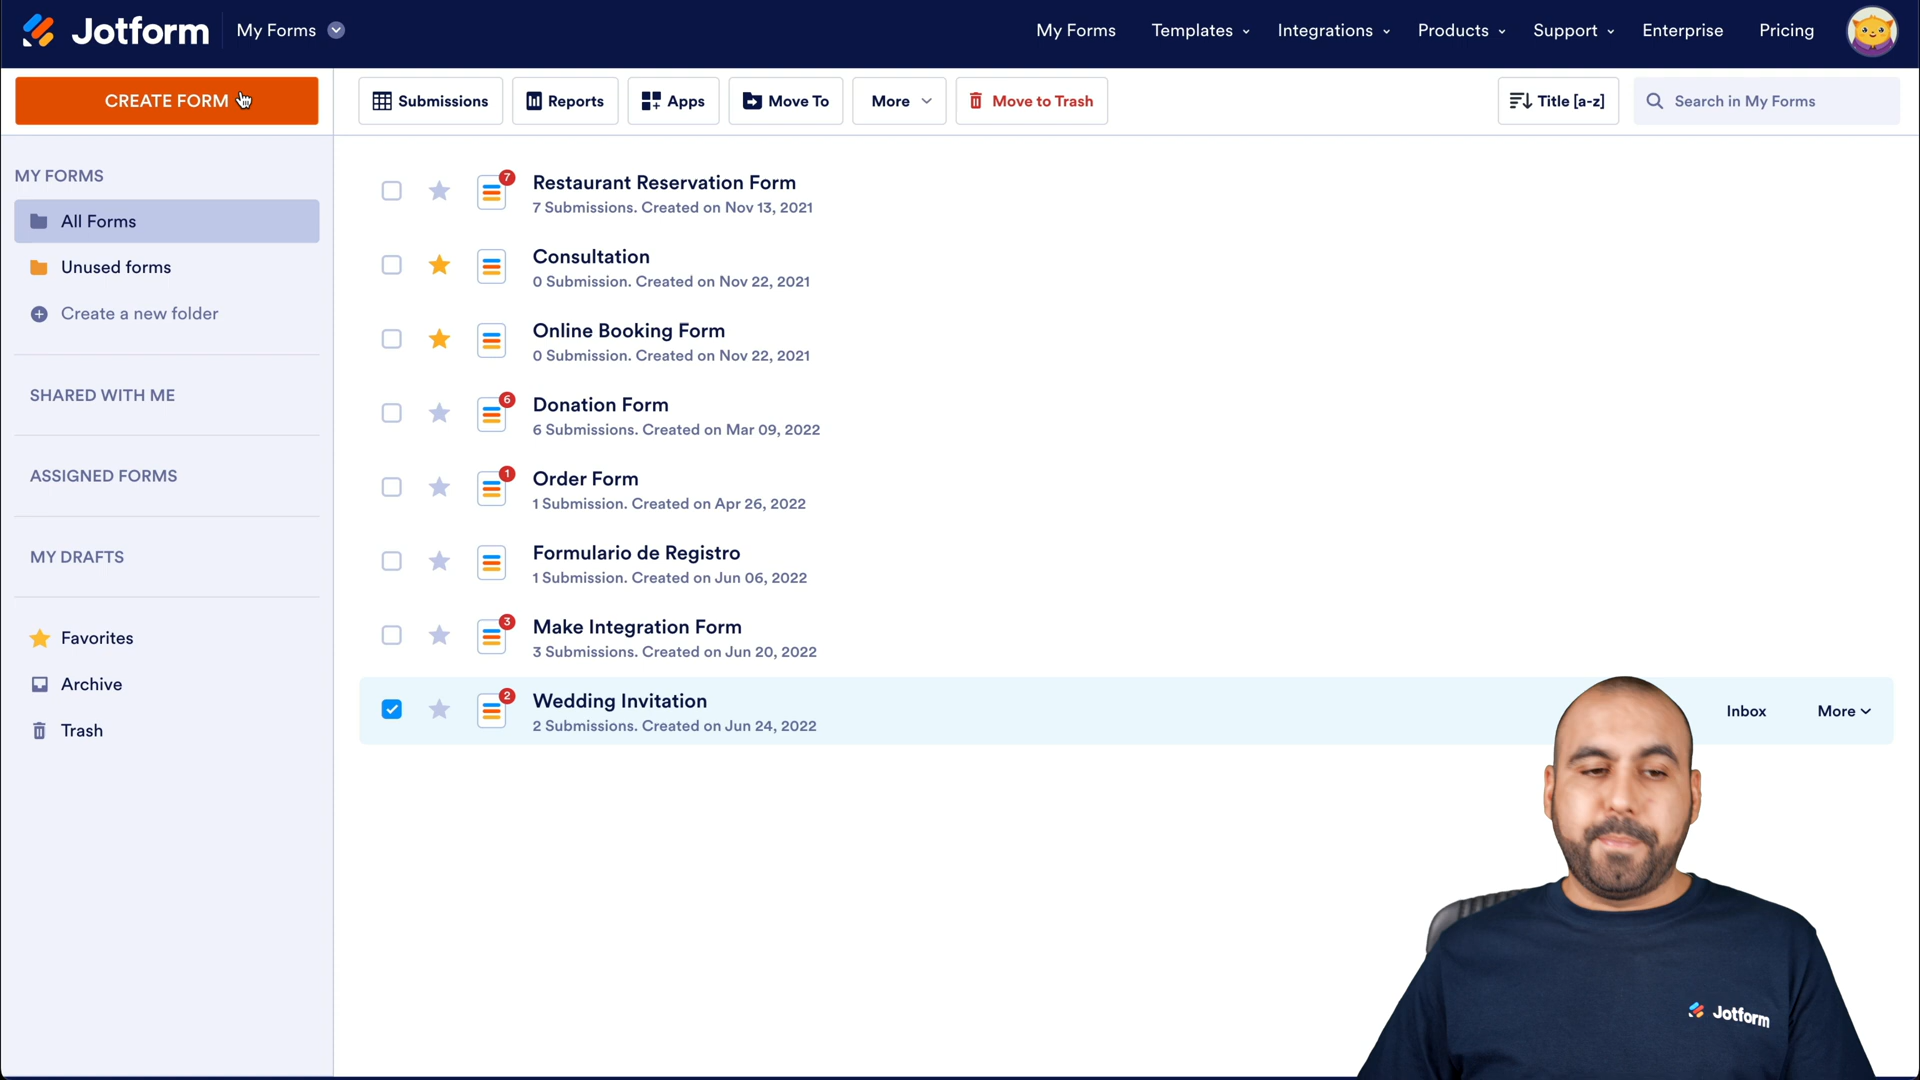 Jotform
My Forms
My Forms
Templates
Integrations
Products
Support
Enterprise
Pricing
CREATE FORM
Submissions
Reports
Apps
Move To
More
Move to Trash
Title [a-z]
Search in My Forms
MY FORMS
All Forms
Unused forms
Create a new folder
SHARED WITH ME
ASSIGNED FORMS
MY DRAFTS
Favorites
Archive
Trash
7
Restaurant Reservation Form
7 Submissions. Created on Nov 13, 2021
Consultation
0 Submission. Created on Nov 22, 2021
Online Booking Form
0 Submission. Created on Nov 22, 2021
6
Donation Form
6 Submissions. Created on Mar 09, 2022
1
Order Form
1 Submission. Created on Apr 26, 2022
Formulario de Registro
1 Submission. Created on Jun 06, 2022
3
Make Integration Form
3 Submissions. Created on Jun 20, 2022
2
Wedding Invitation
2 Submissions. Created on Jun 24, 2022
Inbox
More
Jotform